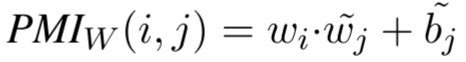 PMI_W(i, j) = w_i·w̃_j + b̃_j